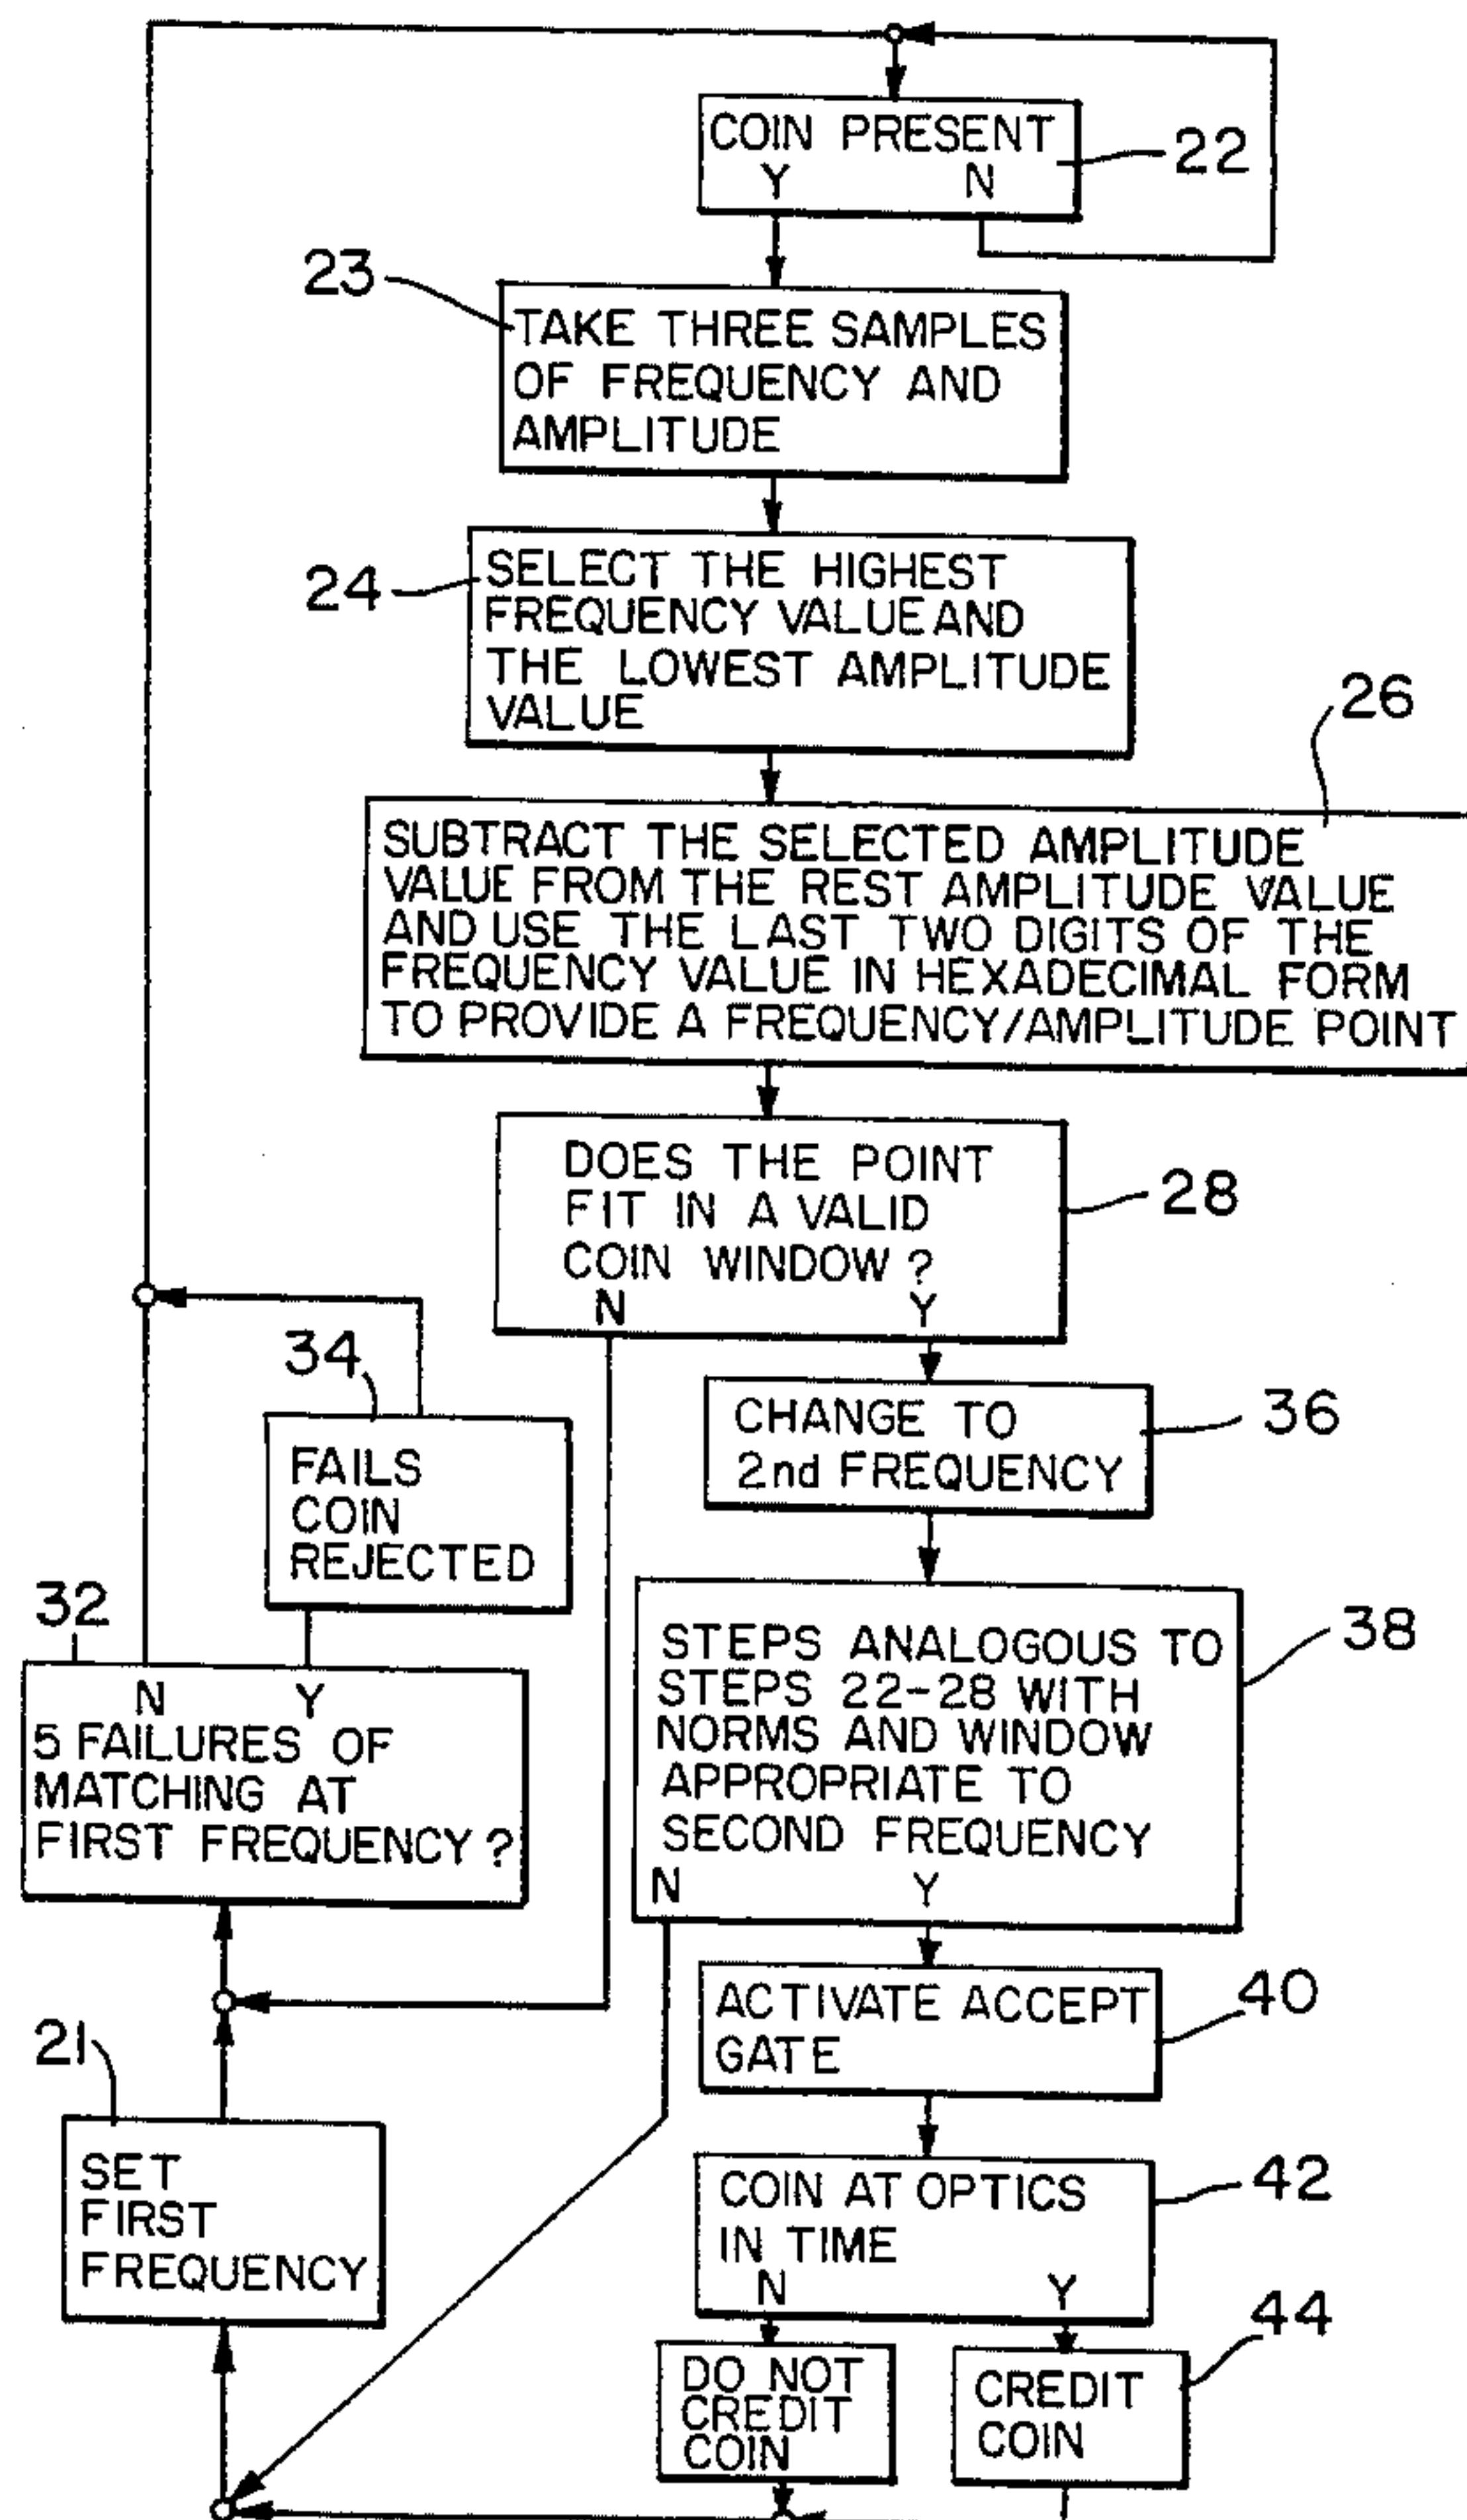 COIN PRESENT
Y N
22
23
TAKE THREE SAMPLES
OF FREQUENCY AND
AMPLITUDE
24
SELECT THE HIGHEST
FREQUENCY VALUE AND
THE LOWEST AMPLITUDE
VALUE
26
SUBTRACT THE SELECTED AMPLITUDE
VALUE FROM THE REST AMPLITUDE VALUE
AND USE THE LAST TWO DIGITS OF THE
FREQUENCY VALUE IN HEXADECIMAL FORM
TO PROVIDE A FREQUENCY/AMPLITUDE POINT
DOES THE POINT
FIT IN A VALID
COIN WINDOW?
N Y
28
34
FAILS
COIN
REJECTED
CHANGE TO
2nd FREQUENCY
36
32
N Y
5 FAILURES OF
MATCHING AT
FIRST FREQUENCY?
STEPS ANALOGOUS TO
STEPS 22-28 WITH
NORMS AND WINDOW
APPROPRIATE TO
SECOND FREQUENCY
N Y
38
ACTIVATE ACCEPT
GATE
40
21
SET
FIRST
FREQUENCY
COIN AT OPTICS
IN TIME
N Y
42
DO NOT
CREDIT
COIN
CREDIT
COIN
44